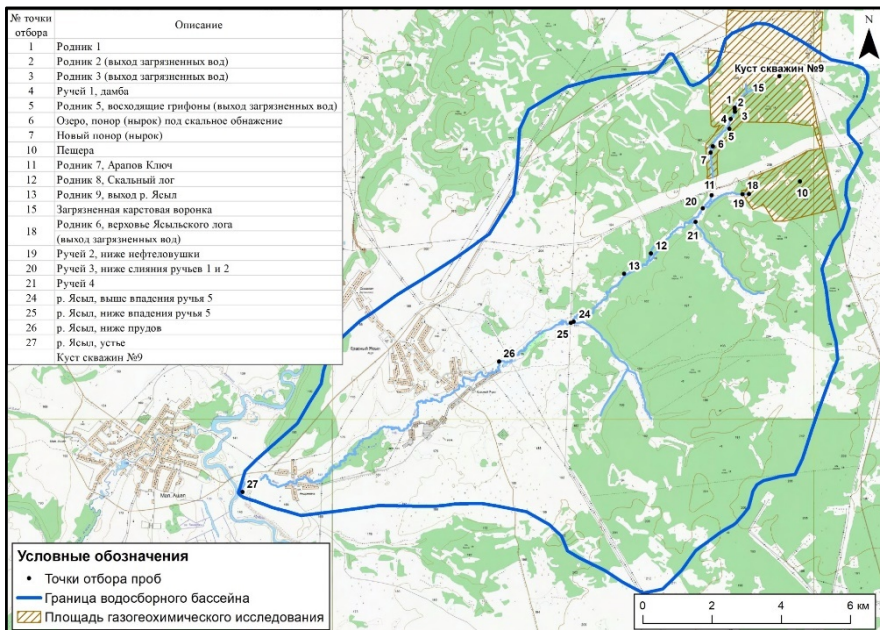 № точки отбора Описание
1 Родник 1
2 Родник 2 (выход загрязненных вод)
3 Родник 3 (выход загрязненных вод)
4 Ручей 1, дамба
5 Родник 5, восходящие грифоны (выход загрязненных вод)
6 Озеро, понор (нырок) под скальное обнажение
7 Новый понор (нырок)
10 Пещера
11 Родник 7, Арапов Ключ
12 Родник 8, Скальный лог
13 Родник 9, выход р. Ясыл
15 Загрязненная карстовая воронка
18 Родник 6, верховье Ясыльского лога
(выход загрязненных вод)
19 Ручей 2, ниже нефтеловушки
20 Ручей 3, ниже слияния ручьев 1 и 2
21 Ручей 4
24 р. Ясыл, выше впадения ручья 5
25 р. Ясыл, ниже впадения ручья 5
26 р. Ясыл, ниже прудов
27 р. Ясыл, устье
Куст скважин №9
N
Куст скважин №9
15
1
2
3
4
5
6
7
11
18
19
10
20
21
12
13
24
25
26
27
Мал. Ашап
Условные обозначения
Точки отбора проб
Граница водосборного бассейна
Площадь газогеохимического исследования
0 2 4 6 км